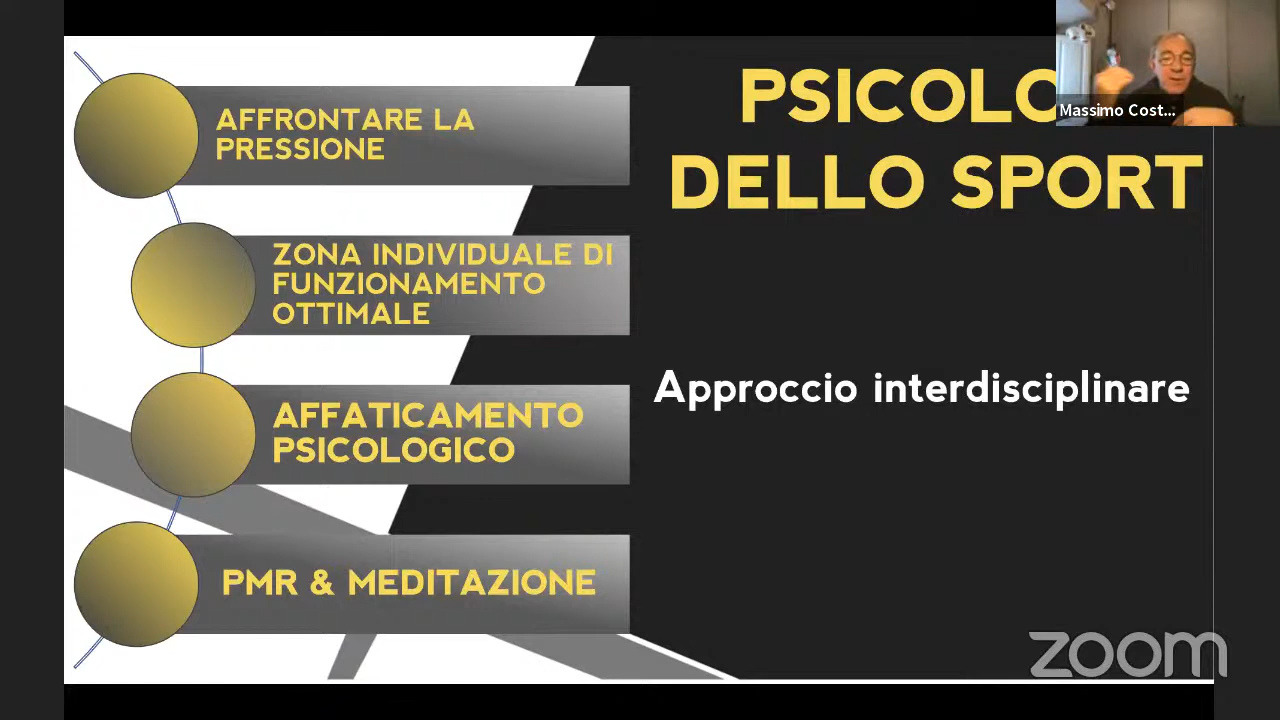 AFFRONTARE LA
PRESSIONE
ZONA INDIVIDUALE DI
FUNZIONAMENTO
OTTIMALE
AFFATICAMENTO
PSICOLOGICO
PMR & MEDITAZIONE
PSICOLO
DELLO SPORT
Approccio interdisciplinare
Massimo Cost...
zoom